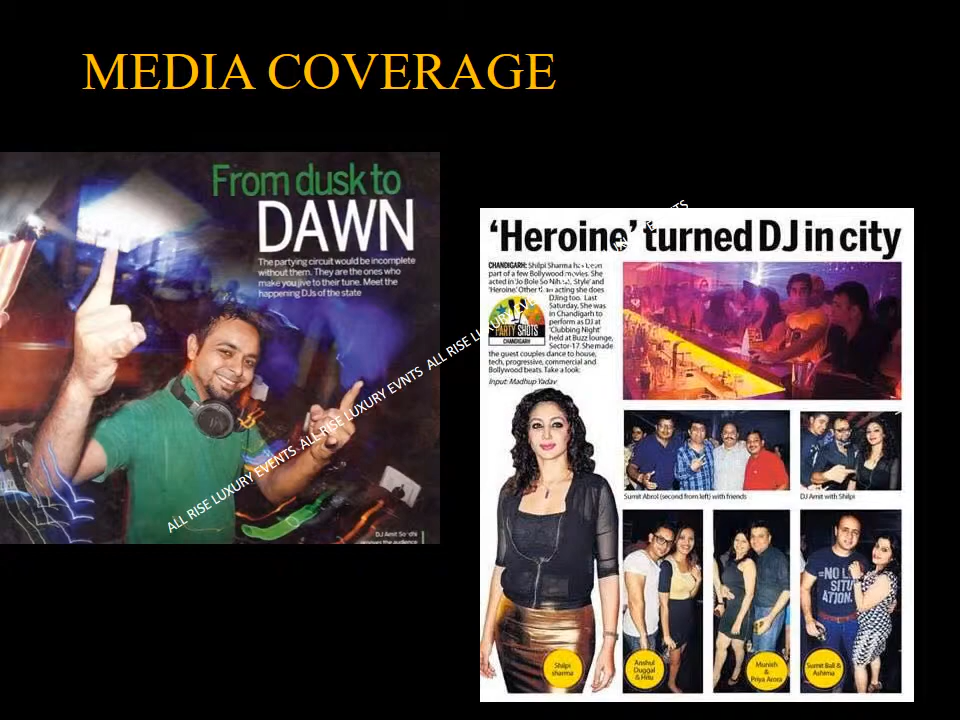 MEDIA COVERAGE
From dusk to
DAWN
The partying circuit would be incomplete
without them. They are the ones who
make you jive to their tune. Meet the
happening DJs of the state
DJ Amit
ALL RISE LUXURY EVENTS ALL RISE LUXURY EVNTS ALL RISE LUXURY
'Heroine' turned DJ in city
CHANDIGARH: Shilpi Sharma has been
part of a few Bollywood movies. She
acted in 'Jo Bole So Style' and
'Heroine'. Other acting she does
DJing too. Last
Saturday, She was
in Chandigarh to
perform as DJ at
'Clubbing Night'
held at Buzz lounge,
Sector-17. She made
the guest couples dance to house,
tech, progressive, commercial and
Bollywood beats. Take a look:
Input: Madhup Yadav
PARTY SHOTS
CHANDIGARH
Sumit Abrol (second from left) with friends
DJ Amit with Shilpi
=NO L
SITU
ATION.
Shilpi
sharma
Anshul
Duggal
& Hitu
Munish
&
Priya Arora
Sumit Bali &
Ashima